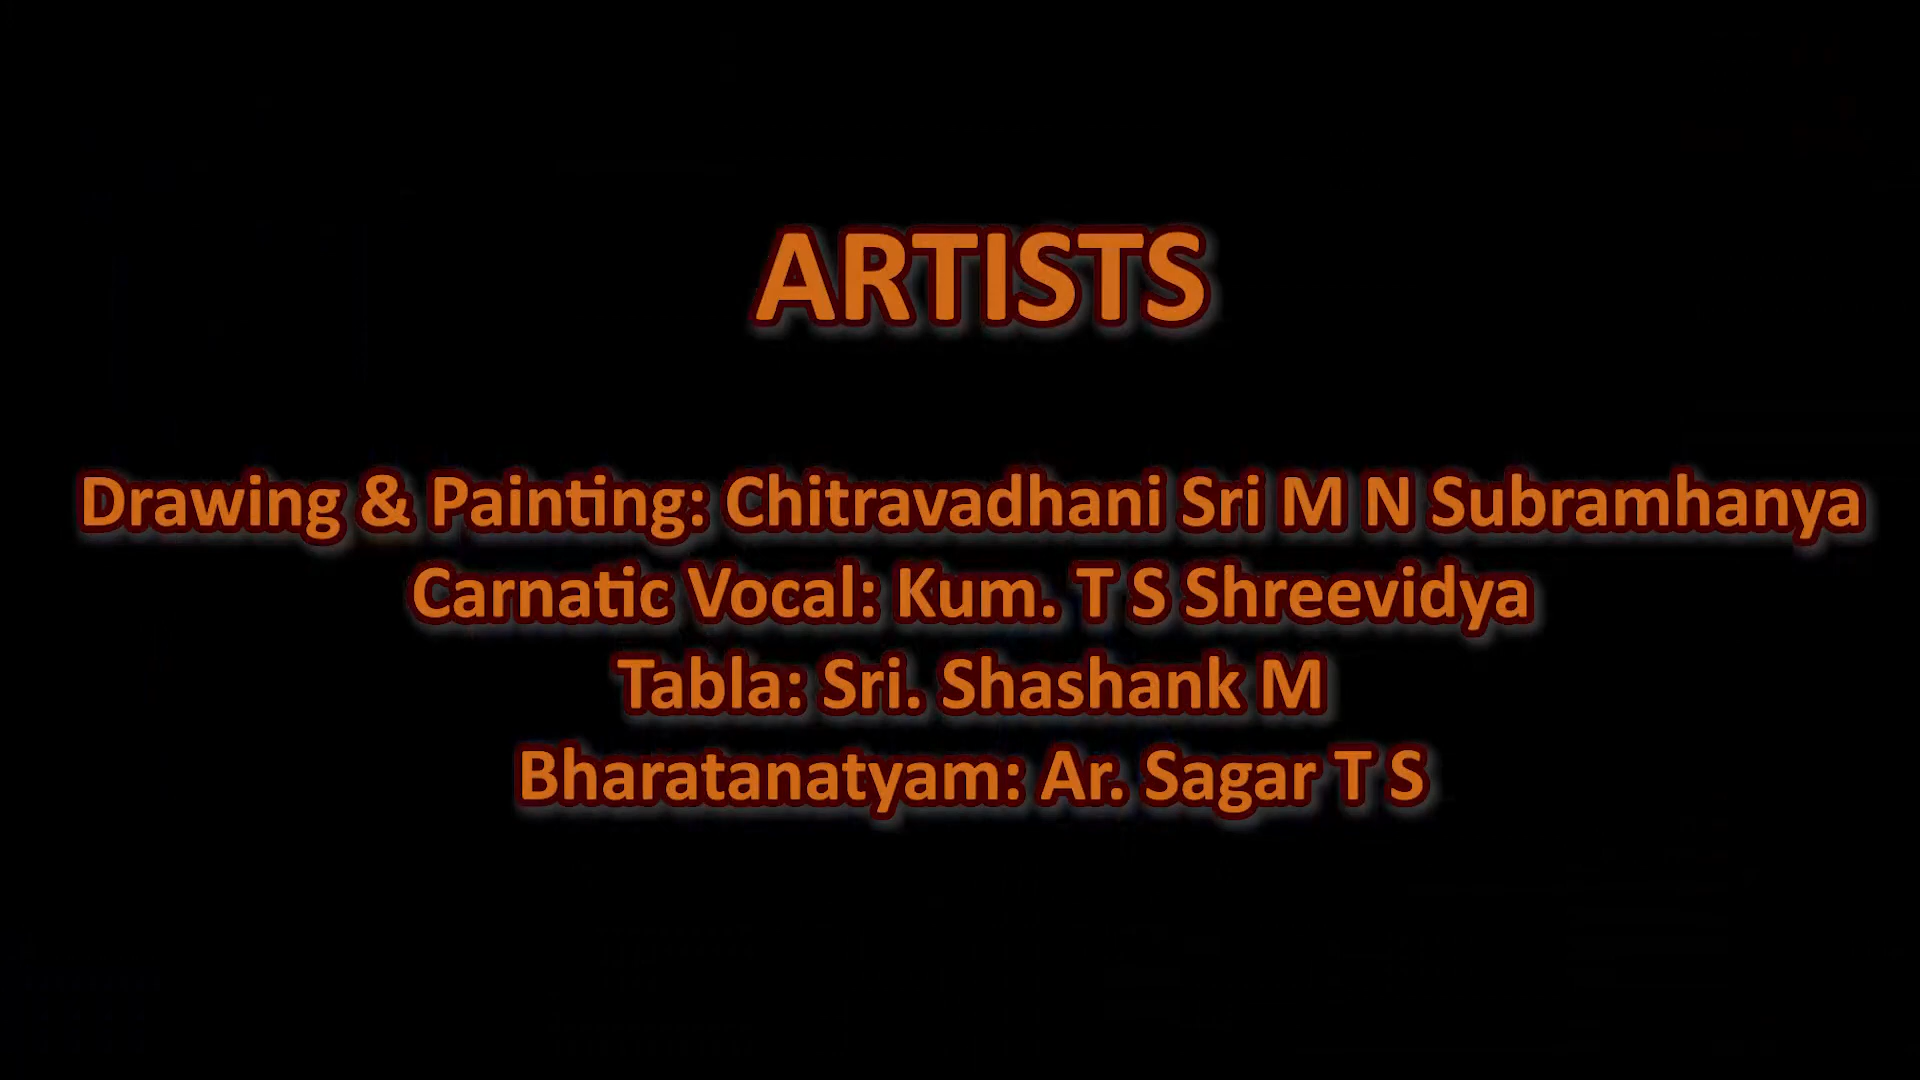 ARTISTS
Drawing & Painting: Chitravadhani Sri M N Subramhanya
Carnatic Vocal: Kum. T S Shreevidya
Tabla: Sri. Shashank M
Bharatanatyam: Ar. Sagar T S